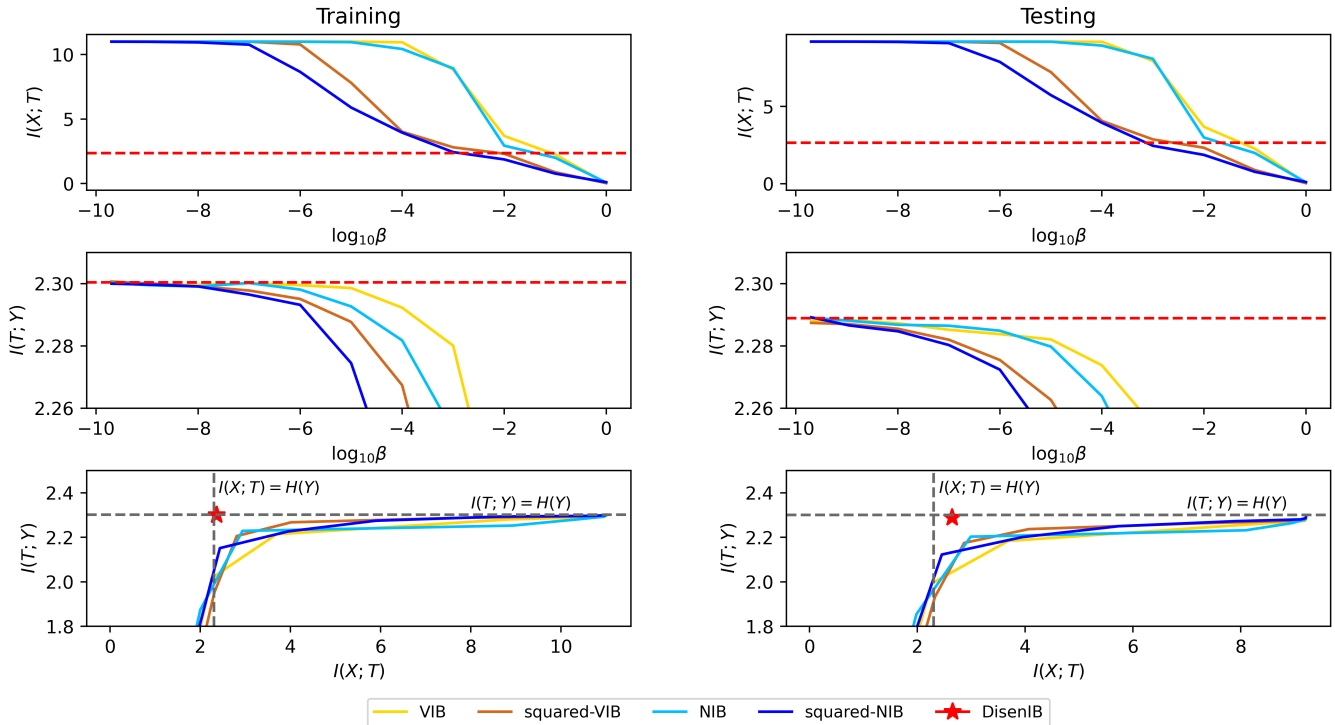 Training
Testing
I(X; T)
10
5
0
−10 −8 −6 −4 −2 0
log₁₀β
I(X; T)
5
0
−10 −8 −6 −4 −2 0
log₁₀β
I(T; Y)
2.30
2.28
2.26
−10 −8 −6 −4 −2 0
log₁₀β
I(T; Y)
2.30
2.28
2.26
−10 −8 −6 −4 −2 0
log₁₀β
I(T; Y)
2.4
2.2
2.0
1.8
I(X; T) = H(Y)
I(T; Y) = H(Y)
0 2 4 6 8 10
I(X; T)
I(T; Y)
2.4
2.2
2.0
1.8
I(X; T) = H(Y)
I(T; Y) = H(Y)
0 2 4 6 8
I(X; T)
VIB squared-VIB NIB squared-NIB DisenIB